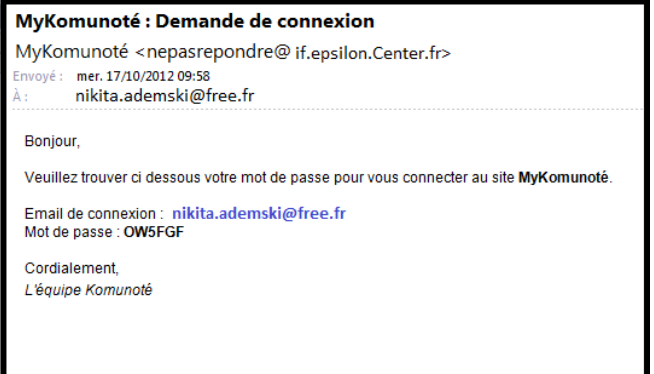 MyKomunoté : Demande de connexion
MyKomunoté <nepasrepondre@ if.epsilon.Center.fr>
Envoyé : mer. 17/10/2012 09:58
À : nikita.ademski@free.fr
Bonjour,
Veuillez trouver ci dessous votre mot de passe pour vous connecter au site MyKomunoté.
Email de connexion : nikita.ademski@free.fr
Mot de passe : OW5FGF
Cordialement,
L'équipe Komunoté